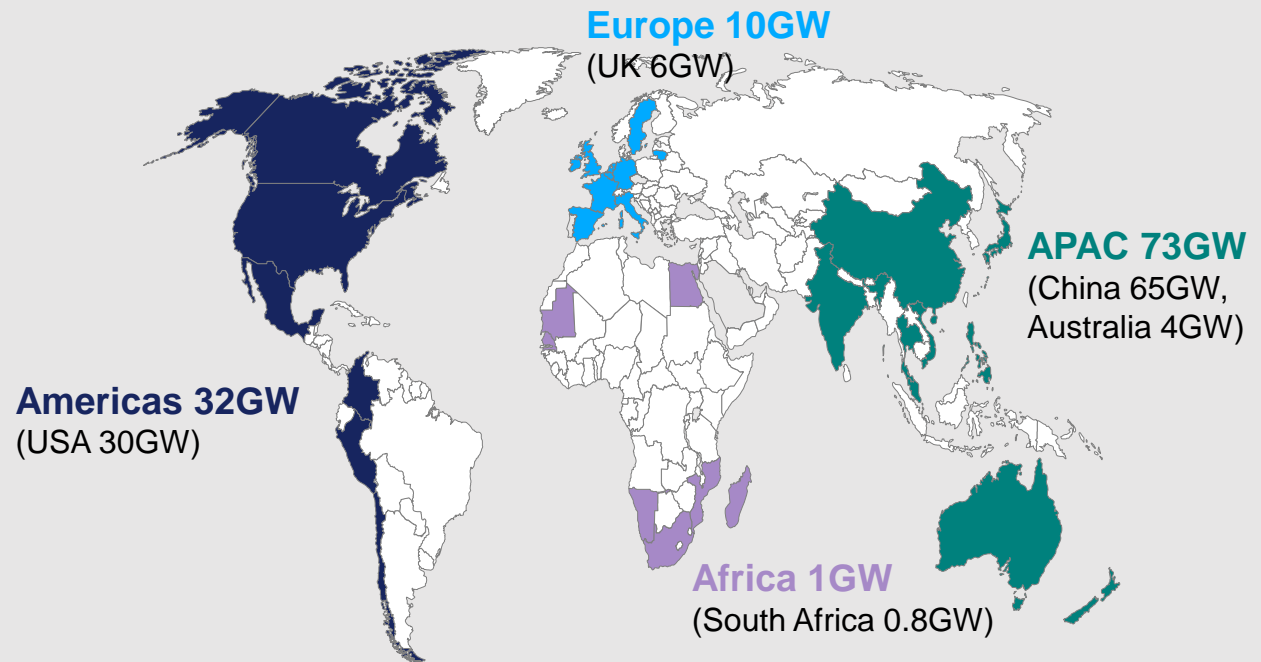 Europe 10GW
(UK 6GW)
APAC 73GW
(China 65GW,
Australia 4GW)
Americas 32GW
(USA 30GW)
Africa 1GW
(South Africa 0.8GW)